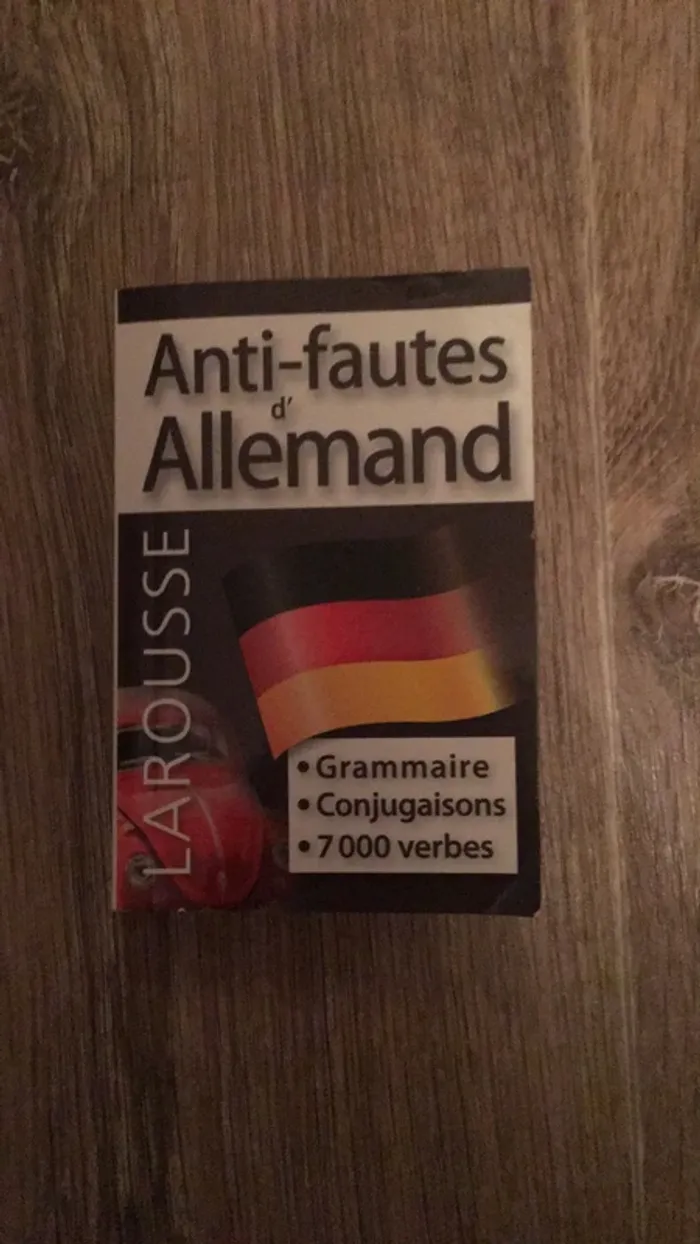 Anti-fautes
d'
Allemand
LAROUSSE
• Grammaire
• Conjugaisons
• 7 000 verbes